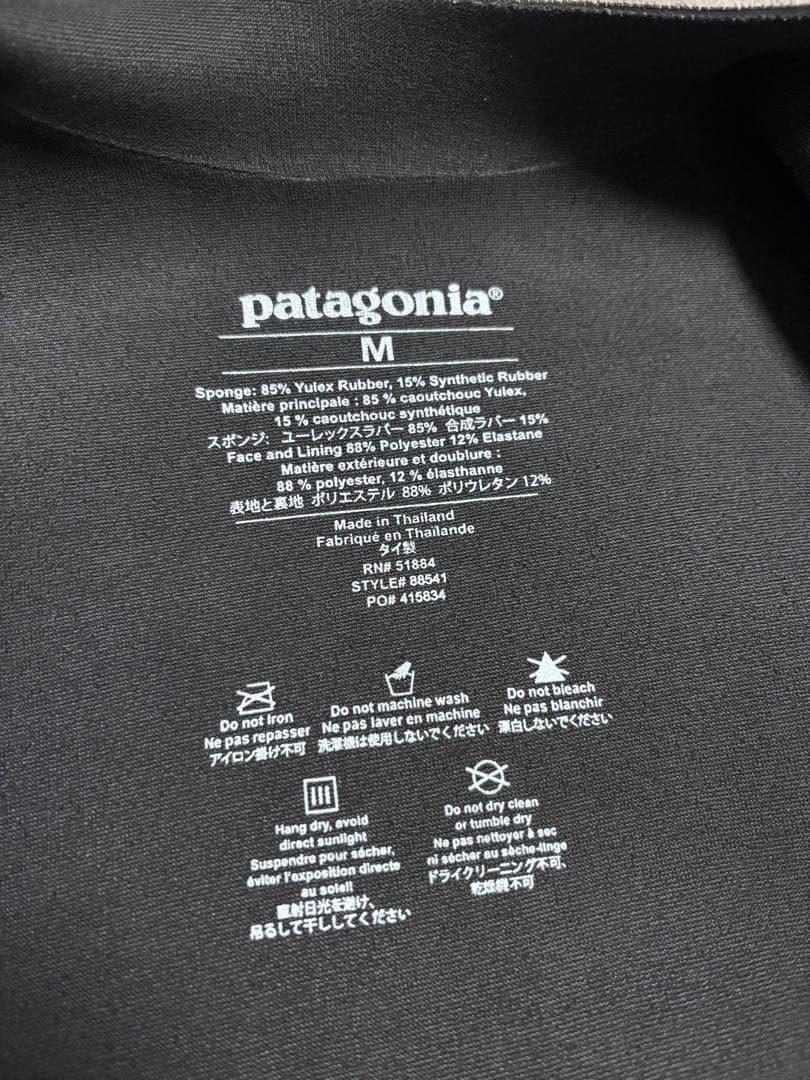 patagonia®
M
Sponge: 85% Yulex Rubber, 15% Synthetic Rubber
Matière principale : 85 % caoutchouc Yulex,
15 % caoutchouc synthétique
スポンジ: ユーレックスラバー 85% 合成ラバー 15%
Face and Lining 88% Polyester 12% Elastane
Matière extérieure et doublure :
88 % polyester, 12 % élasthanne
表地と裏地 ポリエステル 88% ポリウレタン 12%
Made in Thailand
Fabriqué en Thaïlande
タイ製
RN# 51884
STYLE# 88541
PO# 415834
Do not Iron
Ne pas repasser
アイロン掛け不可
Do not machine wash
Ne pas laver en machine
洗濯機は使用しないでください
Do not bleach
Ne pas blanchir
漂白しないでください
Hang dry, avoid
direct sunlight
Suspendre pour sécher,
éviter l'exposition directe
au soleil
直射日光を避け、
吊るして干ししてください
Do not dry clean
or tumble dry
Ne pas nettoyer à sec
ni sécher au sèche-linge
ドライクリーニング不可、
乾燥機不可